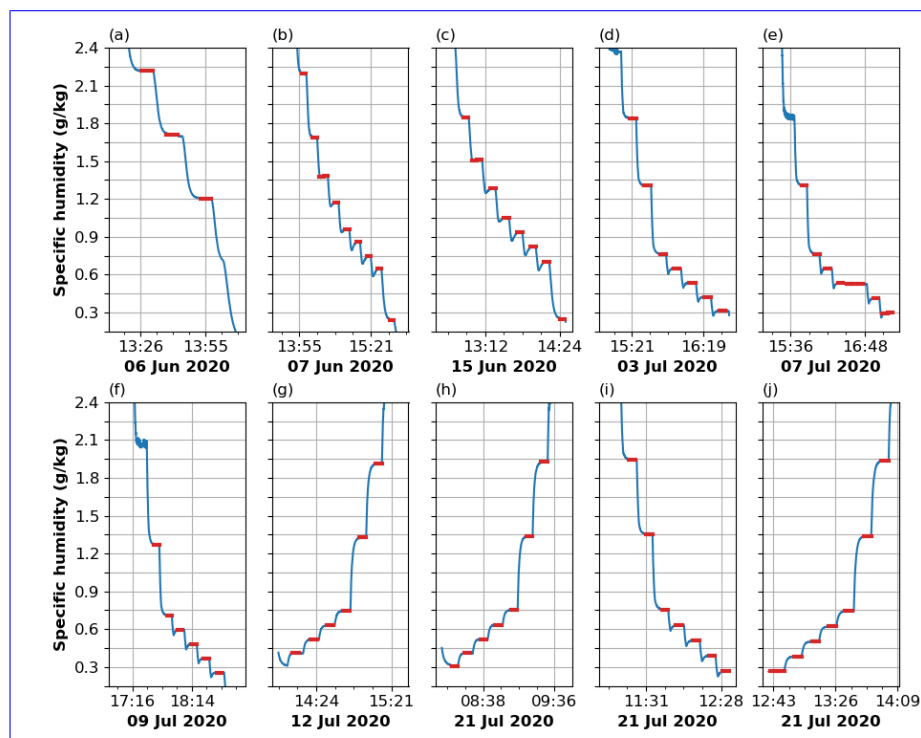 (a) (b) (c) (d) (e)
Specific humidity (g/kg)
2.4
2.1
1.8
1.5
1.2
0.9
0.6
0.3
13:26 13:55 13:55 15:21 13:12 14:24 15:21 16:19 15:36 16:48
06 Jun 2020 07 Jun 2020 15 Jun 2020 03 Jul 2020 07 Jul 2020
(f) (g) (h) (i) (j)
Specific humidity (g/kg)
2.4
2.1
1.8
1.5
1.2
0.9
0.6
0.3
17:16 18:14 14:24 15:21 08:38 09:36 11:31 12:28 12:43 13:26 14:09
09 Jul 2020 12 Jul 2020 21 Jul 2020 21 Jul 2020 21 Jul 2020